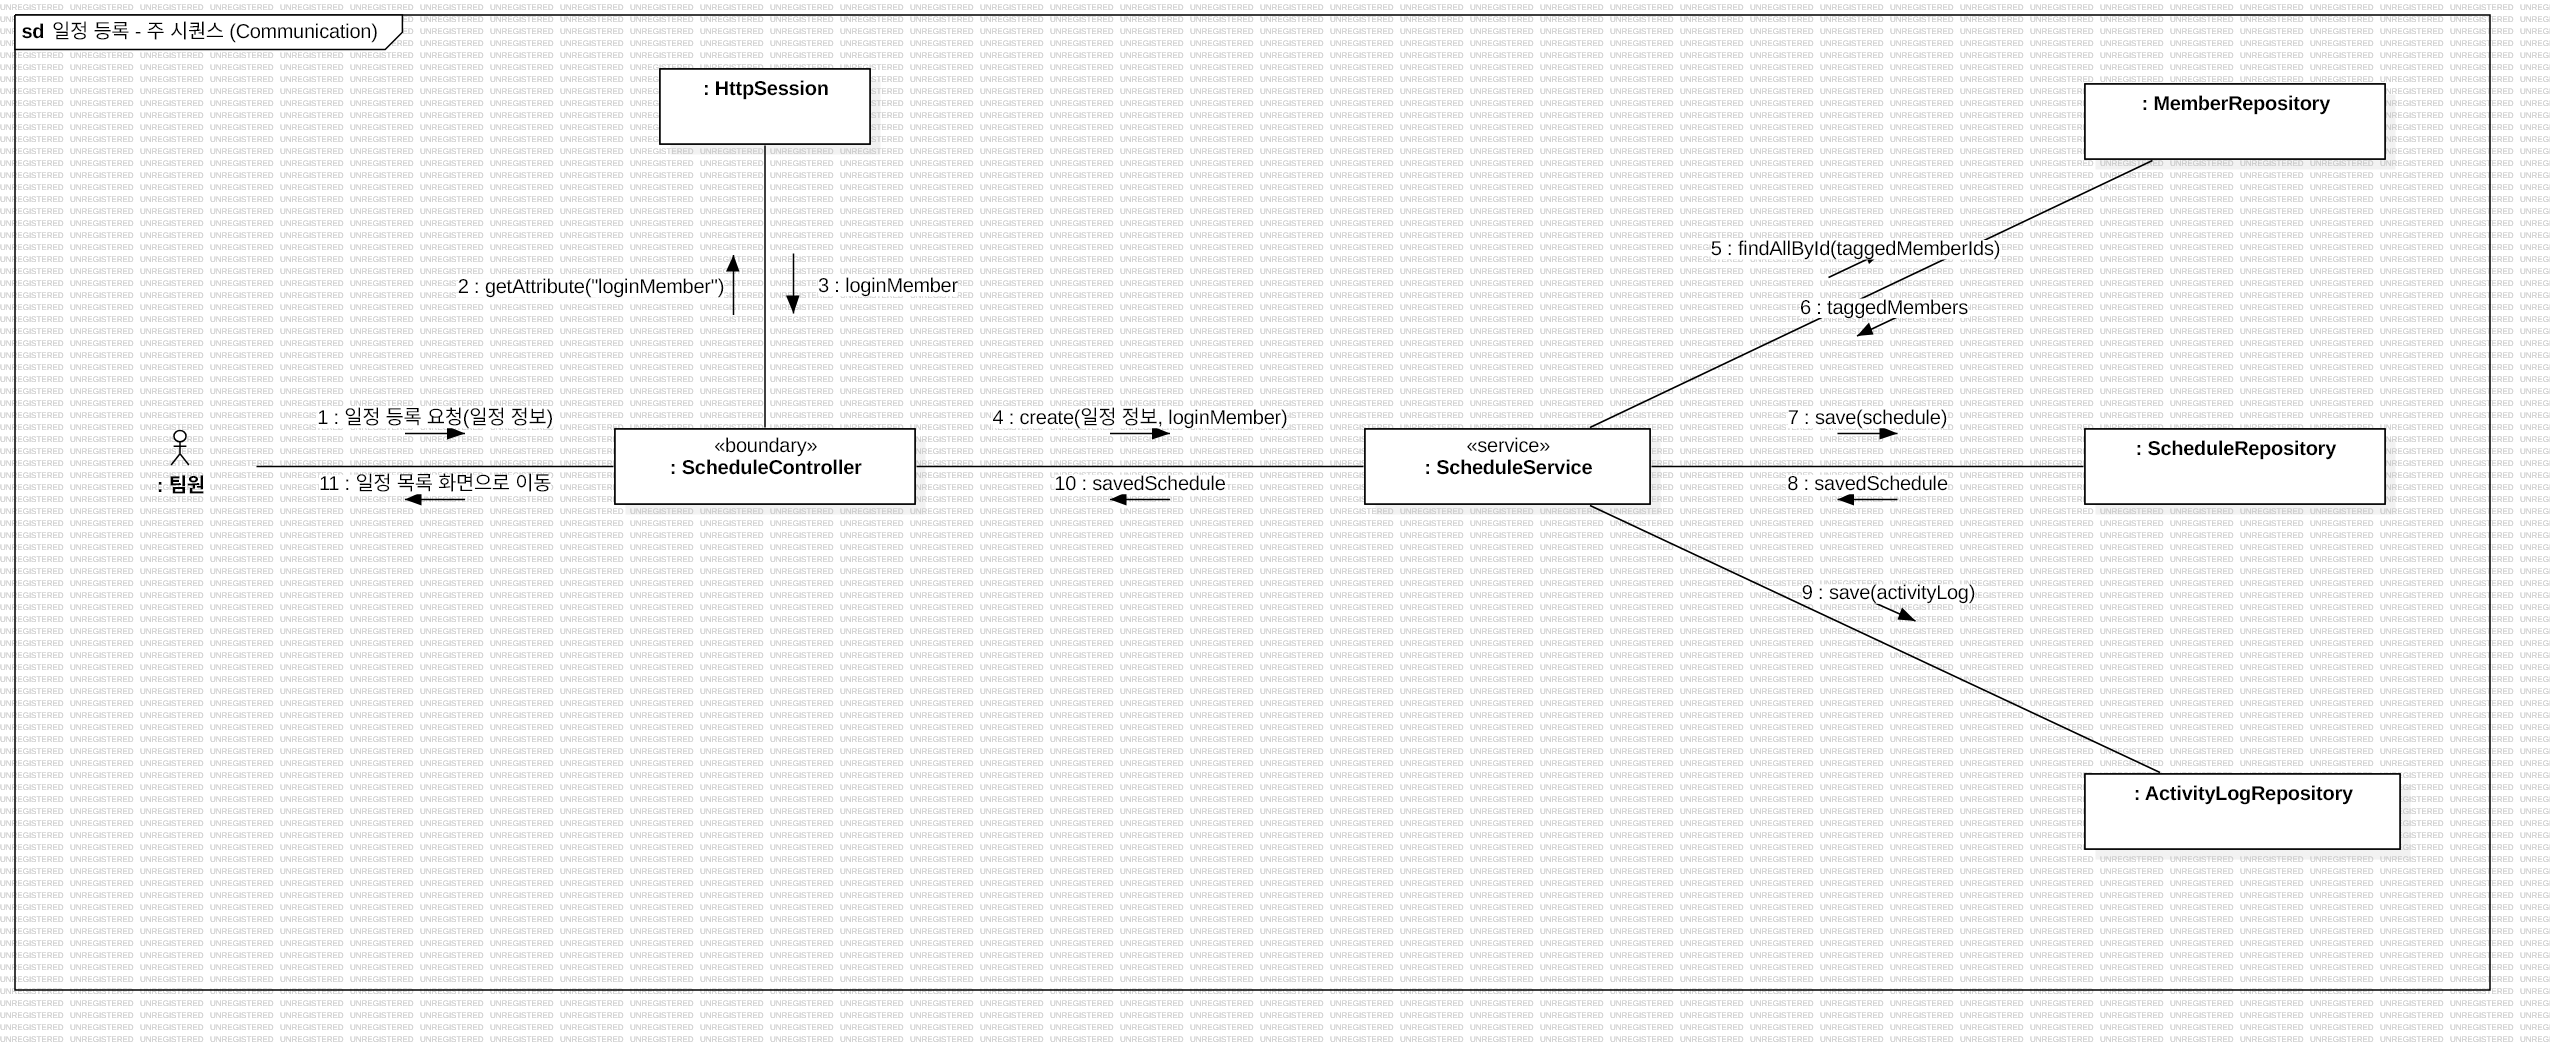 sd 일정 등록 - 주 시퀀스 (Communication)
: HttpSession
: MemberRepository
5 : findAllById(taggedMemberIds)
2 : getAttribute("loginMember")
3 : loginMember
6 : taggedMembers
1 : 일정 등록 요청(일정 정보)
4 : create(일정 정보, loginMember)
7 : save(schedule)
«boundary»
: ScheduleController
«service»
: ScheduleService
: ScheduleRepository
: 팀원
11 : 일정 목록 화면으로 이동
10 : savedSchedule
8 : savedSchedule
9 : save(activityLog)
: ActivityLogRepository
UNREGISTERED